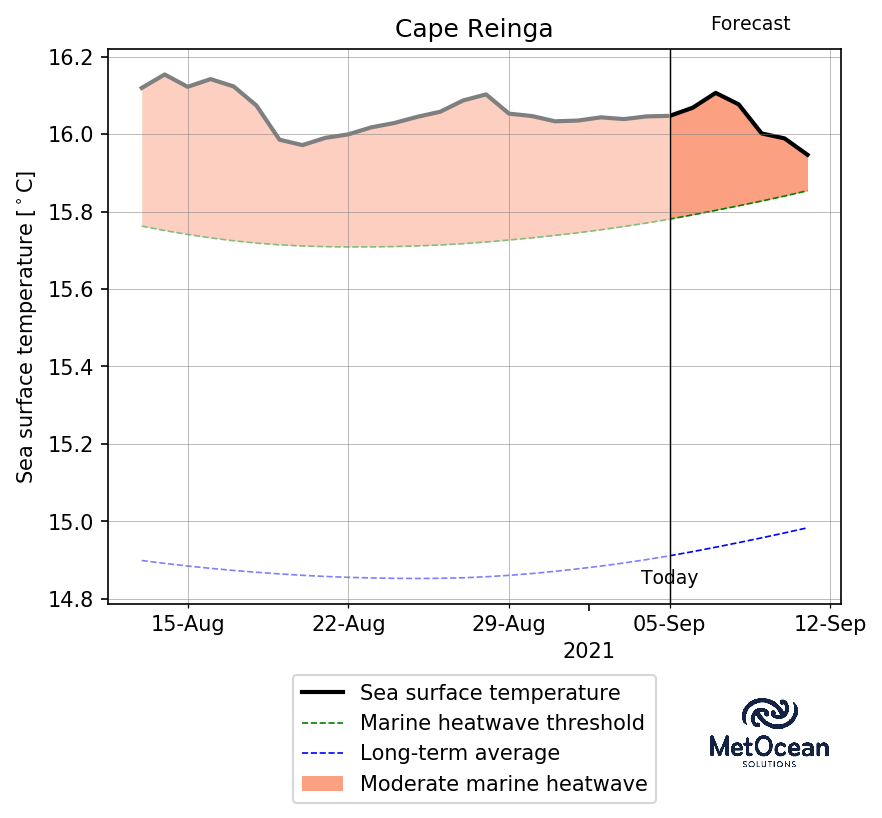 Cape Reinga
Forecast
Sea surface temperature [°C]
16.2
16.0
15.8
15.6
15.4
15.2
15.0
14.8
Today
15-Aug 22-Aug 29-Aug 05-Sep 12-Sep
2021
Sea surface temperature
Marine heatwave threshold
Long-term average
Moderate marine heatwave
MetOcean
SOLUTIONS